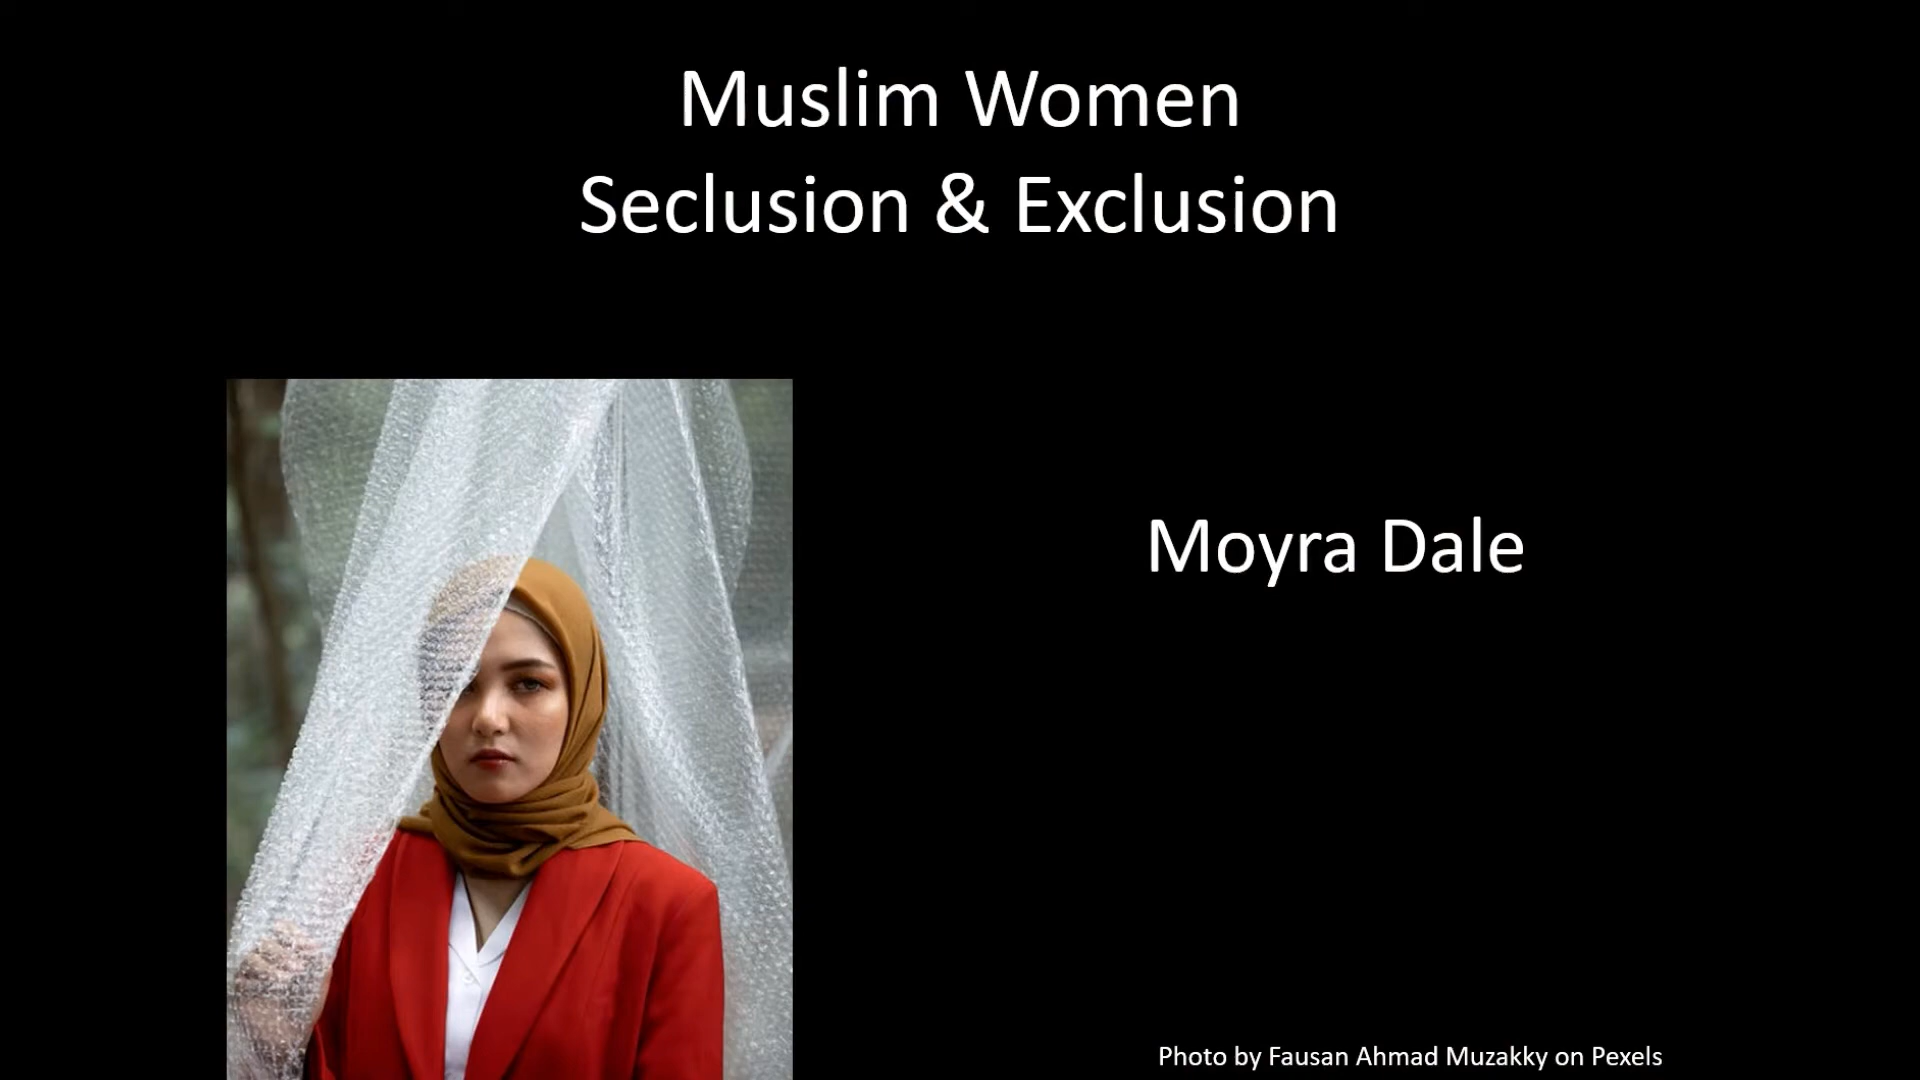 Muslim Women
Seclusion & Exclusion
Moyra Dale
Photo by Fausan Ahmad Muzakky on Pexels